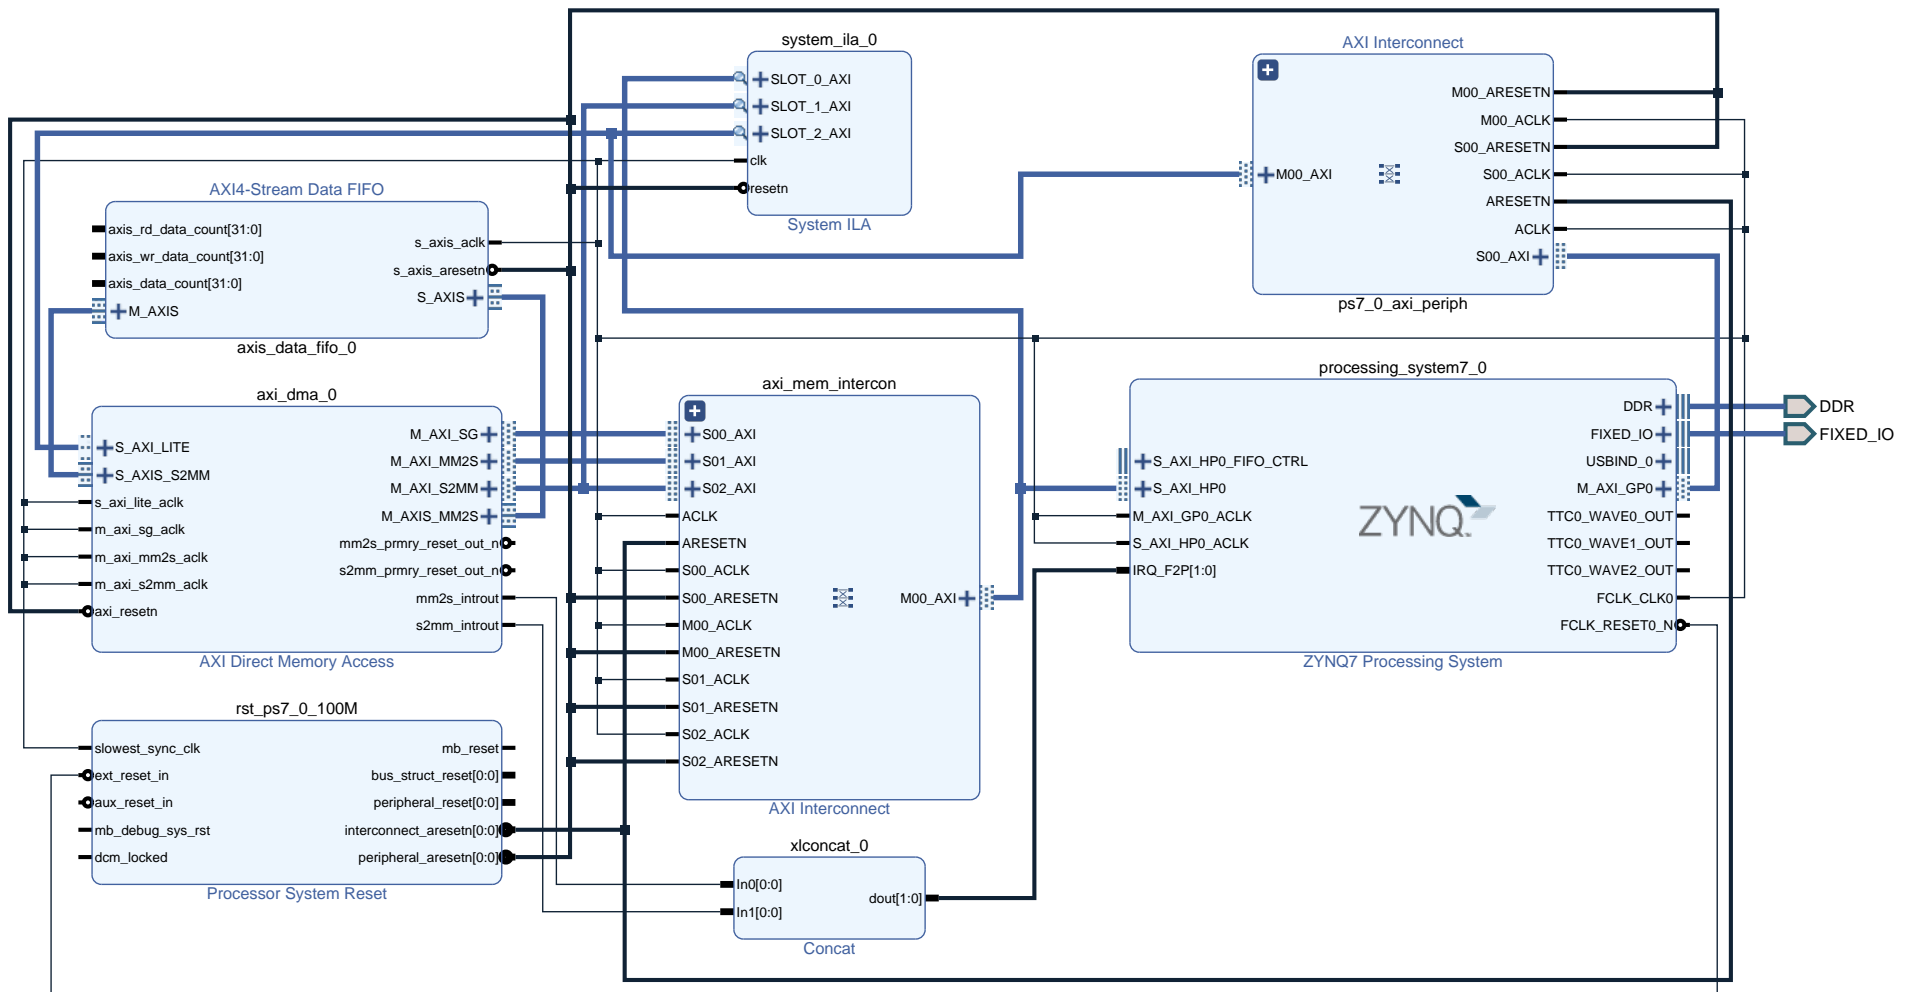 system_ila_0
SLOT_0_AXI
SLOT_1_AXI
SLOT_2_AXI
clk
resetn
System ILA
AXI Interconnect
M00_AXI
M00_ARESETN
M00_ACLK
S00_ARESETN
S00_ACLK
ARESETN
ACLK
S00_AXI
ps7_0_axi_periph
AXI4-Stream Data FIFO
axis_rd_data_count[31:0]
axis_wr_data_count[31:0]
axis_data_count[31:0]
M_AXIS
s_axis_aclk
s_axis_aresetn
S_AXIS
axis_data_fifo_0
axi_dma_0
S_AXI_LITE
S_AXIS_S2MM
s_axi_lite_aclk
m_axi_sg_aclk
m_axi_mm2s_aclk
m_axi_s2mm_aclk
axi_resetn
M_AXI_SG
M_AXI_MM2S
M_AXI_S2MM
M_AXIS_MM2S
mm2s_prmry_reset_out_n
s2mm_prmry_reset_out_n
mm2s_introut
s2mm_introut
AXI Direct Memory Access
axi_mem_intercon
S00_AXI
S01_AXI
S02_AXI
ACLK
ARESETN
S00_ACLK
S00_ARESETN
M00_ACLK
M00_ARESETN
S01_ACLK
S01_ARESETN
S02_ACLK
S02_ARESETN
M00_AXI
AXI Interconnect
processing_system7_0
S_AXI_HP0_FIFO_CTRL
S_AXI_HP0
M_AXI_GP0_ACLK
S_AXI_HP0_ACLK
IRQ_F2P[1:0]
ZYNQ
DDR
FIXED_IO
USBIND_0
M_AXI_GP0
TTC0_WAVE0_OUT
TTC0_WAVE1_OUT
TTC0_WAVE2_OUT
FCLK_CLK0
FCLK_RESET0_N
ZYNQ7 Processing System
DDR
FIXED_IO
rst_ps7_0_100M
slowest_sync_clk
ext_reset_in
aux_reset_in
mb_debug_sys_rst
dcm_locked
mb_reset
bus_struct_reset[0:0]
peripheral_reset[0:0]
interconnect_aresetn[0:0]
peripheral_aresetn[0:0]
Processor System Reset
xlconcat_0
In0[0:0]
In1[0:0]
dout[1:0]
Concat